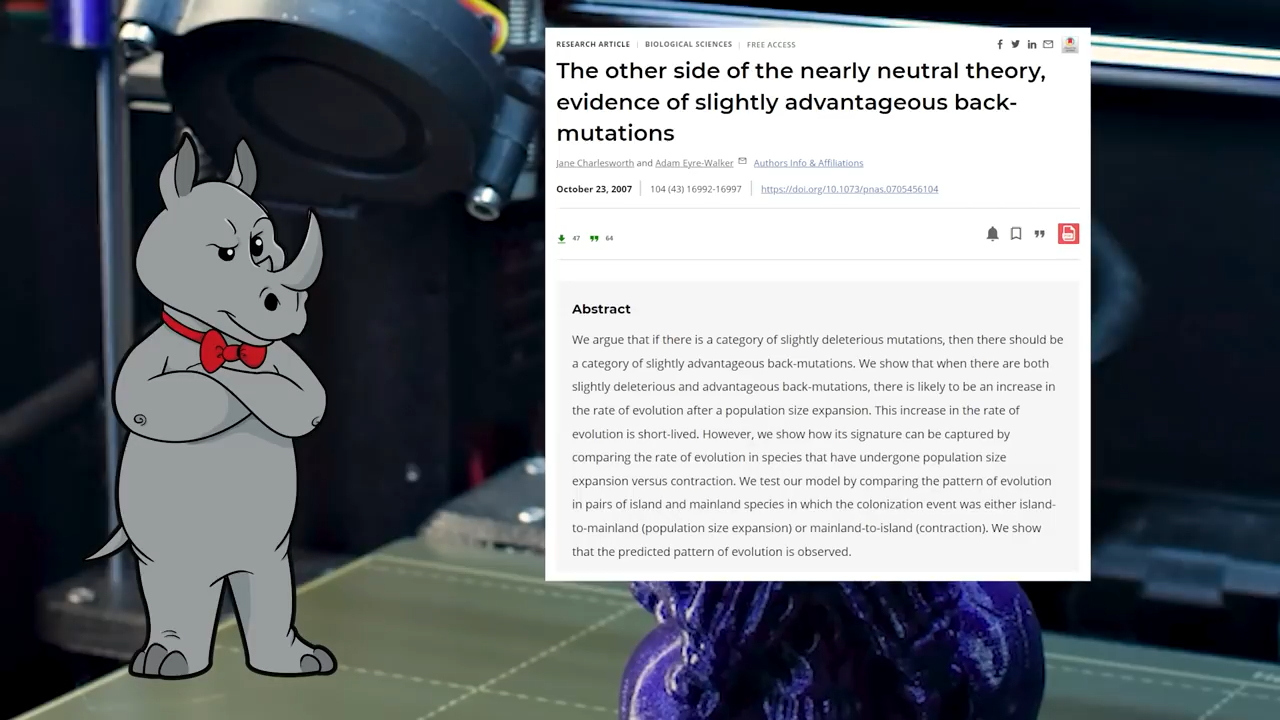 RESEARCH ARTICLE | BIOLOGICAL SCIENCES | FREE ACCESS
The other side of the nearly neutral theory,
evidence of slightly advantageous back-
mutations
Jane Charlesworth and Adam Eyre-Walker Authors Info & Affiliations
October 23, 2007 104 (43) 16992-16997 https://doi.org/10.1073/pnas.0705456104
47 64
Abstract
We argue that if there is a category of slightly deleterious mutations, then there should be
a category of slightly advantageous back-mutations. We show that when there are both
slightly deleterious and advantageous back-mutations, there is likely to be an increase in
the rate of evolution after a population size expansion. This increase in the rate of
evolution is short-lived. However, we show how its signature can be captured by
comparing the rate of evolution in species that have undergone population size
expansion versus contraction. We test our model by comparing the pattern of evolution
in pairs of island and mainland species in which the colonization event was either island-
to-mainland (population size expansion) or mainland-to-island (contraction). We show
that the predicted pattern of evolution is observed.